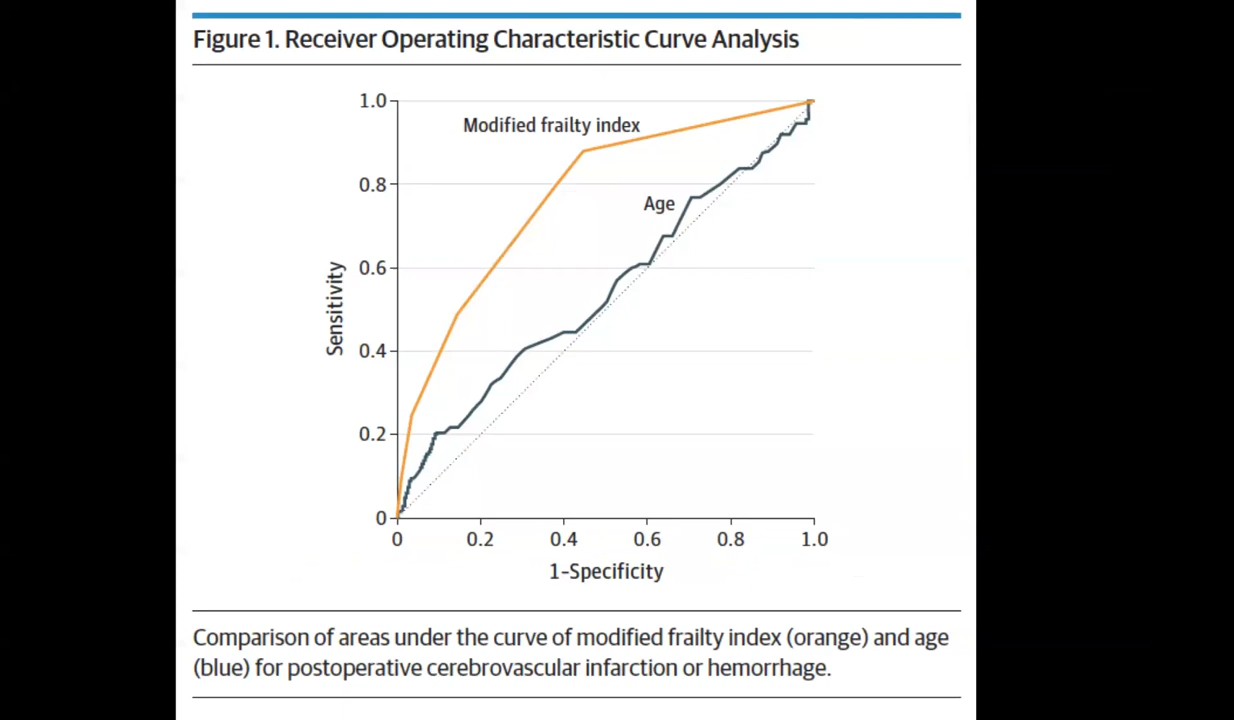 Figure 1. Receiver Operating Characteristic Curve Analysis
1.0
Modified frailty index
0.8
Age
0.6
Sensitivity
0.4
0.2
0
0 0.2 0.4 0.6 0.8 1.0
1–Specificity
Comparison of areas under the curve of modified frailty index (orange) and age
(blue) for postoperative cerebrovascular infarction or hemorrhage.